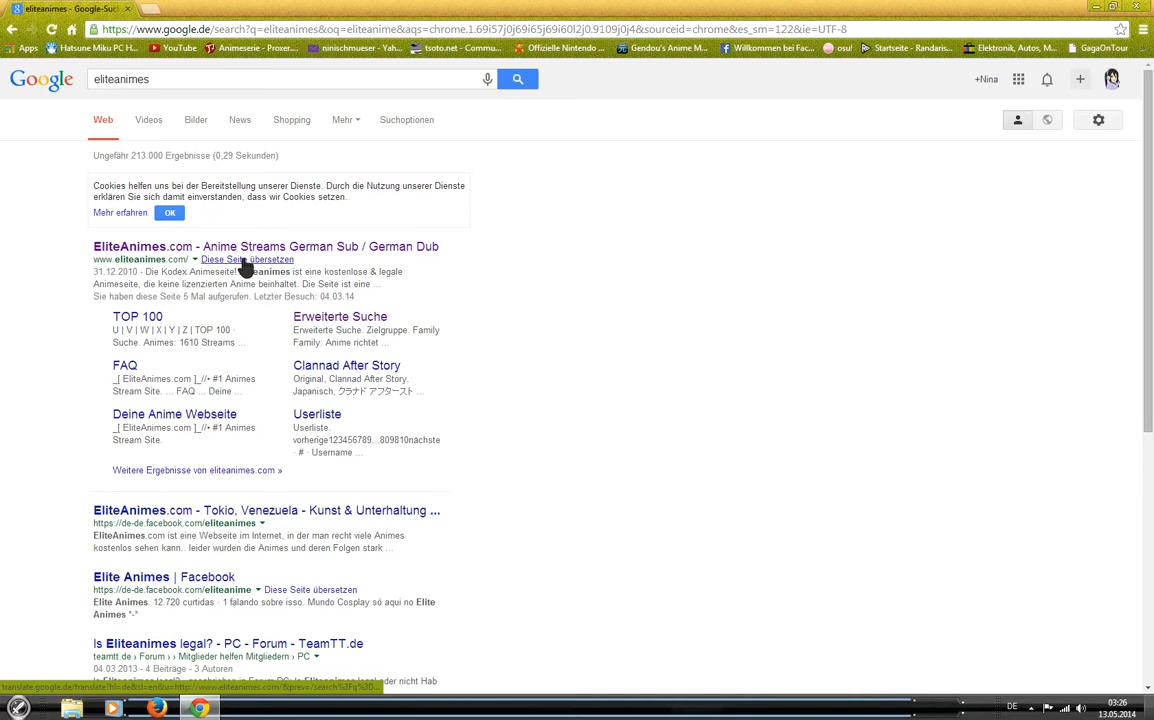 eliteanimes - Google-Suc
https://www.google.de/search?q=eliteanimes&oq=eliteanime&aqs=chrome.1.69i57j0j69i65j69i60l2j0.9109j0j4&sourceid=chrome&es_sm=122&ie=UTF-8
Apps Hatsune Miku PC H... YouTube Animeserie - Proxer... ninischmueser - Yah... tsoto.net - Commu... Offizielle Nintendo ... Gendou's Anime M... Willkommen bei Fac... osu! Startseite - Randaris... Elektronik, Autos, M... GagaOnTour
Google eliteanimes +Nina
Web Videos Bilder News Shopping Mehr Suchoptionen
Ungefähr 213.000 Ergebnisse (0,29 Sekunden)
Cookies helfen uns bei der Bereitstellung unserer Dienste. Durch die Nutzung unserer Dienste
erklären Sie sich damit einverstanden, dass wir Cookies setzen.
Mehr erfahren OK
EliteAnimes.com - Anime Streams German Sub / German Dub
www.eliteanimes.com/ Diese Seite übersetzen
31.12.2010 - Die Kodex Animeseite! ist eine kostenlose & legale
Animeseite, die keine lizenzierten Anime beinhaltet. Die Seite ist eine ...
Sie haben diese Seite 5 Mal aufgerufen. Letzter Besuch: 04.03.14
TOP 100
U | V | W | X | Y | Z | TOP 100 ·
Suche. Animes: 1610 Streams ...
Erweiterte Suche
Erweiterte Suche. Zielgruppe. Family
Family: Anime richtet ...
FAQ
_[ EliteAnimes.com ]_//• #1 Animes
Stream Site. ... FAQ ... Deine ...
Clannad After Story
Original, Clannad After Story.
Japanisch, クラナド アフタースト ...
Deine Anime Webseite
_[ EliteAnimes.com ]_//• #1 Animes
Stream Site.
Userliste
Userliste.
vorherige123456789...809810nächste
· # · Username ...
Weitere Ergebnisse von eliteanimes.com »
EliteAnimes.com - Tokio, Venezuela - Kunst & Unterhaltung ...
https://de-de.facebook.com/eliteanimes
EliteAnimes.com ist eine Webseite im Internet, in der man recht viele Animes
kostenlos sehen kann.. leider wurden die Animes und deren Folgen stark ...
Elite Animes | Facebook
https://de-de.facebook.com/eliteanime Diese Seite übersetzen
Elite Animes. 12.720 curtidas · 1 falando sobre isso. Mundo Cosplay só aqui no Elite
Animes *-*
Is Eliteanimes legal? - PC - Forum - TeamTT.de
teamtt.de › Forum › › Mitglieder helfen Mitgliedern › PC
04.03.2013 - 4 Beiträge - 3 Autoren
oder nicht Hab
translate.google.de/translate?hl=de&sl=en&u=http://www.eliteanimes.com/&prev=/search%3Fq%3D...
DE 03:26
13.05.2014